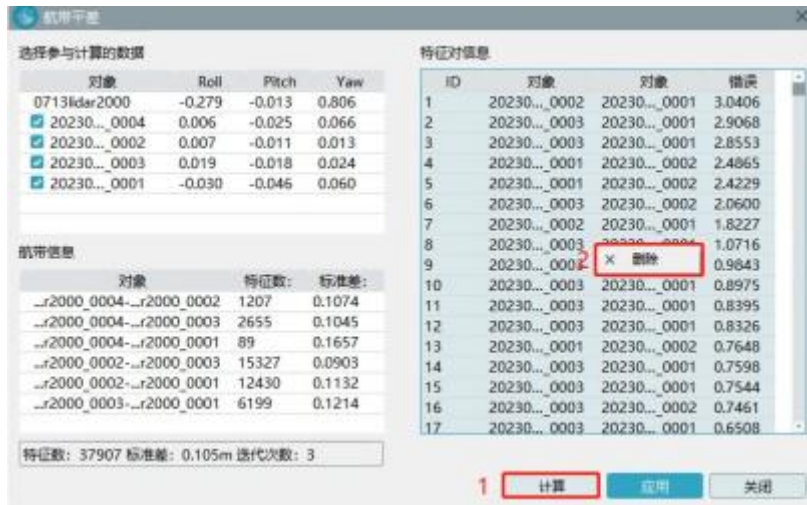 航带平差
选择参与计算的数据
对象 Roll Pitch Yaw
0713lidar2000 -0.279 -0.013 0.806
20230..._0004 0.006 -0.025 0.066
20230..._0002 0.007 -0.011 0.013
20230..._0003 0.019 -0.018 0.024
20230..._0001 -0.030 -0.046 0.060
航带信息
对象 特征数: 标准差:
...r2000_0004-...r2000_0002 1207 0.1074
...r2000_0004-...r2000_0003 2655 0.1045
...r2000_0004-...r2000_0001 89 0.1657
...r2000_0002-...r2000_0003 15327 0.0903
...r2000_0002-...r2000_0001 12430 0.1132
...r2000_0003-...r2000_0001 6199 0.1214
特征数: 37907 标准差: 0.105m 迭代次数: 3
特征对信息
ID 对象 对象 错误
1 20230..._0002 20230..._0001 3.0406
2 20230..._0003 20230..._0001 2.9068
3 20230..._0003 20230..._0001 2.8553
4 20230..._0001 20230..._0002 2.4865
5 20230..._0001 20230..._0002 2.4229
6 20230..._0003 20230..._0002 2.0600
7 20230..._0002 20230..._0001 1.8227
8 20230..._0003 1.0716
9 20230..._0003 0.9843
2 × 删除
10 20230..._0003 20230..._0001 0.8975
11 20230..._0003 20230..._0001 0.8395
12 20230..._0003 20230..._0001 0.8326
13 20230..._0001 20230..._0002 0.7648
14 20230..._0003 20230..._0001 0.7598
15 20230..._0003 20230..._0001 0.7544
16 20230..._0003 20230..._0002 0.7461
17 20230..._0003 20230..._0001 0.6508
1 计算 应用 关闭